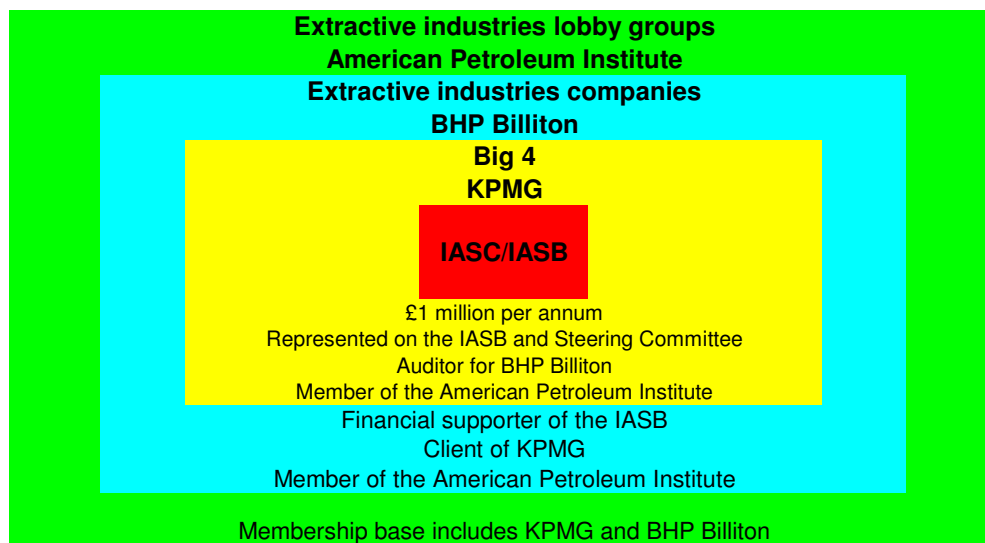 Extractive industries lobby groups
American Petroleum Institute
Extractive industries companies
BHP Billiton
Big 4
KPMG
IASC/IASB
£1 million per annum
Represented on the IASB and Steering Committee
Auditor for BHP Billiton
Member of the American Petroleum Institute
Financial supporter of the IASB
Client of KPMG
Member of the American Petroleum Institute
Membership base includes KPMG and BHP Billiton